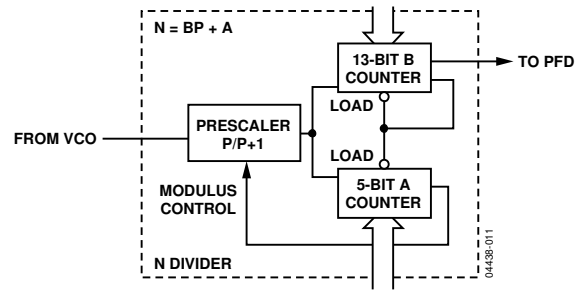 N = BP + A
13-BIT B
COUNTER
TO PFD
LOAD
PRESCALER
P/P+1
FROM VCO
LOAD
MODULUS
CONTROL
5-BIT A
COUNTER
N DIVIDER
04438-011